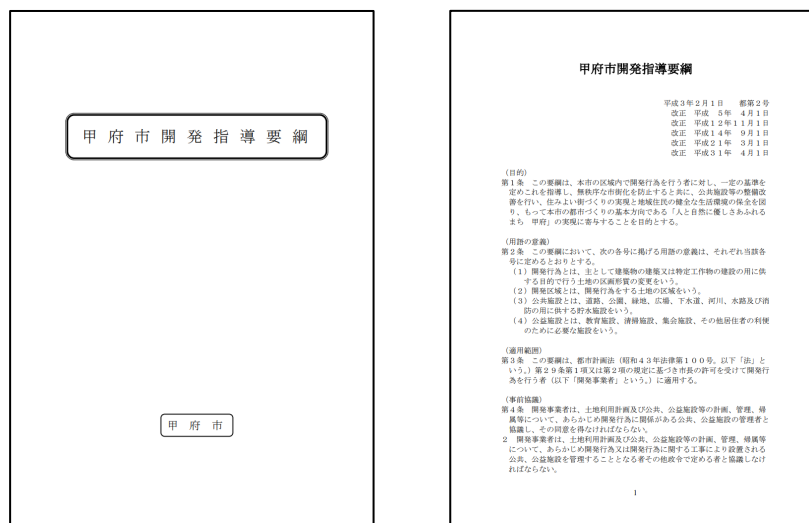 甲府市開発指導要綱
甲府市
甲府市開発指導要綱
平成3年2月1日 都第2号
改正 平成 5年 4月1日
改正 平成12年11月1日
改正 平成14年 9月1日
改正 平成21年 3月1日
改正 平成31年 4月1日
（目的）
第1条 この要綱は、本市の区域内で開発行為を行う者に対し、一定の基準を
定めこれを指導し、無秩序な市街化を防止すると共に、公共施設等の整備改
善を行い、住みよい街づくりの実現と地域住民の健全な生活環境の保全を図
り、もって本市の都市づくりの基本方向である「人と自然に優しさあふれる
まち 甲府」の実現に寄与することを目的とする。
（用語の意義）
第2条 この要綱において、次の各号に掲げる用語の意義は、それぞれ当該各
号に定めるとおりとする。
（1）開発行為とは、主として建築物の建築又は特定工作物の建設の用に供
する目的で行う土地の区画形質の変更をいう。
（2）開発区域とは、開発行為をする土地の区域をいう。
（3）公共施設とは、道路、公園、緑地、広場、下水道、河川、水路及び消
防の用に供する貯水施設をいう。
（4）公益施設とは、教育施設、清掃施設、集会施設、その他居住者の利便
のために必要な施設をいう。
（適用範囲）
第3条 この要綱は、都市計画法（昭和43年法律第100号。以下「法」と
いう。）第29条第1項又は第2項の規定に基づき市長の許可を受けて開発行
為を行う者（以下「開発事業者」という。）に適用する。
（事前協議）
第4条 開発事業者は、土地利用計画及び公共、公益施設等の計画、管理、帰
属等について、あらかじめ開発行為に関係がある公共、公益施設の管理者と
協議し、その同意を得なければならない。
2 開発事業者は、土地利用計画及び公共、公益施設等の計画、管理、帰属等
について、あらかじめ開発行為又は開発行為に関する工事により設置される
公共、公益施設を管理することとなる者その他政令で定める者と協議しなけ
ればならない。
1